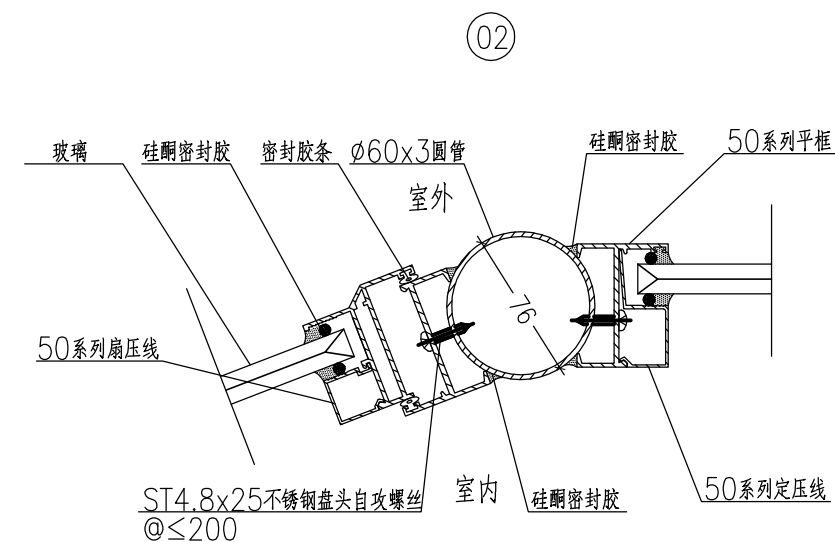 02
玻璃
硅酮密封胶
密封胶条
Ø60x3圆管
硅酮密封胶
50系列平框
室外
76
50系列扇压线
ST4.8x25不锈钢盘头自攻螺丝
@≤200
室内
硅酮密封胶
50系列定压线